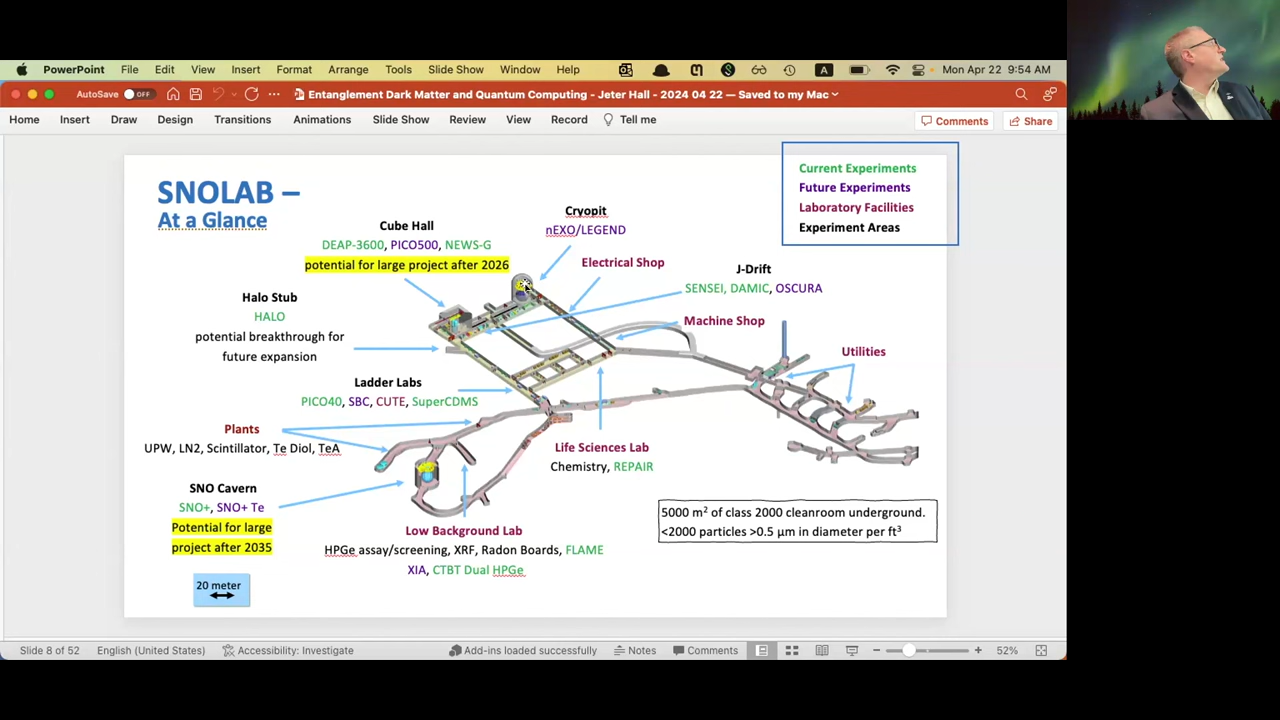 PowerPoint File Edit View Insert Format Arrange Tools Slide Show Window Help A Mon Apr 22 9:54 AM
AutoSave OFF Entanglement Dark Matter and Quantum Computing - Jeter Hall - 2024 04 22 — Saved to my Mac
Home Insert Draw Design Transitions Animations Slide Show Review View Record Tell me Comments Share
SNOLAB –
At a Glance
Current Experiments
Future Experiments
Laboratory Facilities
Experiment Areas
Cryopit
nEXO/LEGEND
Cube Hall
DEAP-3600, PICO500, NEWS-G
potential for large project after 2026
Electrical Shop
J-Drift
SENSEI, DAMIC, OSCURA
Halo Stub
HALO
potential breakthrough for
future expansion
Machine Shop
Utilities
Ladder Labs
PICO40, SBC, CUTE, SuperCDMS
Plants
UPW, LN2, Scintillator, Te Diol, TeA
Life Sciences Lab
Chemistry, REPAIR
SNO Cavern
SNO+, SNO+ Te
Potential for large
project after 2035
5000 m² of class 2000 cleanroom underground.
<2000 particles >0.5 μm in diameter per ft³
Low Background Lab
HPGe assay/screening, XRF, Radon Boards, FLAME
XIA, CTBT Dual HPGe
20 meter
Slide 8 of 52 English (United States) Accessibility: Investigate Add-ins loaded successfully Notes Comments 52%